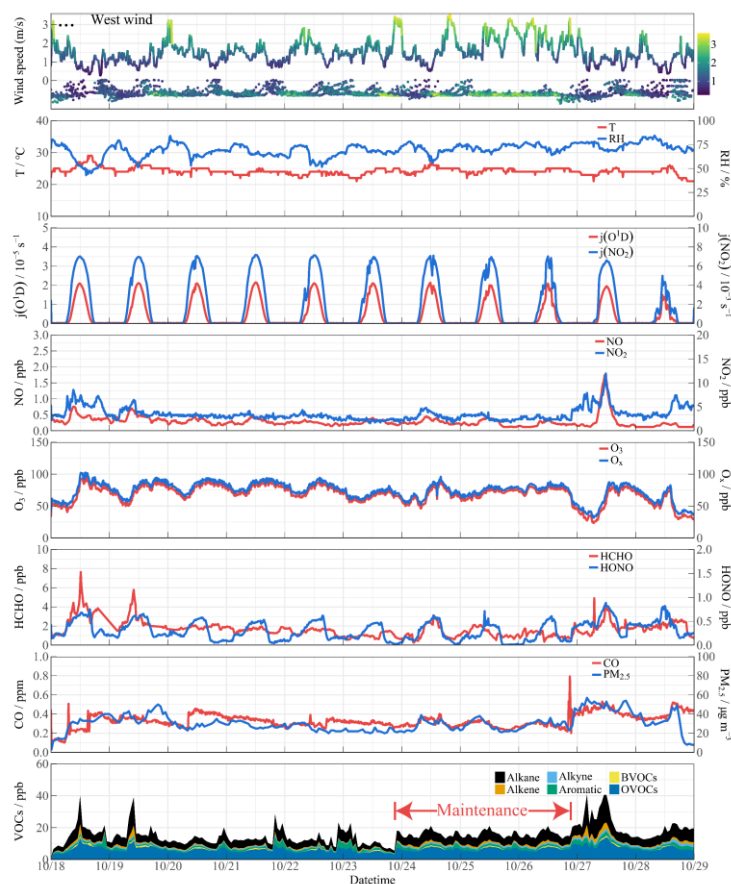 West wind
Wind speed (m/s)
3
2
1
0
3
2
1
T / °C
40
30
20
10
T
RH
100
75
50
25
0
RH / %
j(O¹D) / 10⁻⁵ s⁻¹
5
4
3
2
1
0
j(O¹D)
j(NO₂)
10
8
6
4
2
0
j(NO₂) / 10⁻³ s⁻¹
NO / ppb
3.0
2.5
2.0
1.5
1.0
0.5
0.0
NO
NO₂
20
15
10
5
0
NO₂ / ppb
O₃ / ppb
150
100
50
0
O₃
Oₓ
150
100
50
0
Oₓ / ppb
HCHO / ppb
10
8
6
4
2
0
HCHO
HONO
2.0
1.5
1.0
0.5
0.0
HONO / ppb
CO / ppm
1.0
0.8
0.6
0.4
0.2
0.0
CO
PM₂.₅
100
80
60
40
20
0
PM₂.₅ / μg m⁻³
VOCs / ppb
60
40
20
0
Alkane Alkyne BVOCs
Alkene Aromatic OVOCs
Maintenance
10/18 10/19 10/20 10/21 10/22 10/23 10/24 10/25 10/26 10/27 10/28 10/29
Datetime